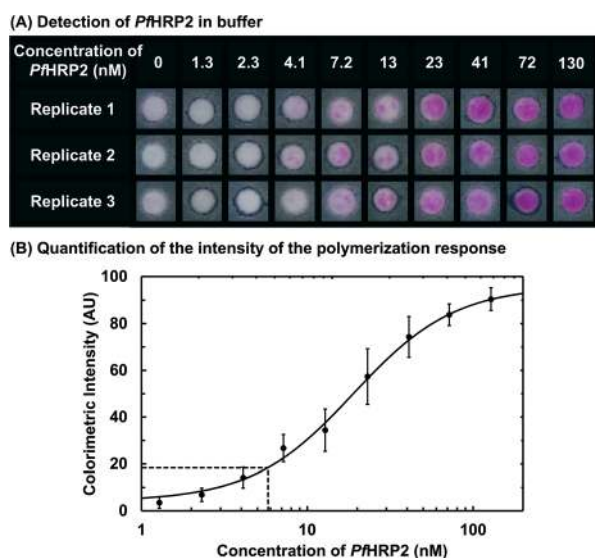 (A) Detection of PfHRP2 in buffer
Concentration of PfHRP2 (nM) 0 1.3 2.3 4.1 7.2 13 23 41 72 130
Replicate 1
Replicate 2
Replicate 3
(B) Quantification of the intensity of the polymerization response
100
80
60
40
20
0
Colorimetric Intensity (AU)
1 10 100
Concentration of PfHRP2 (nM)